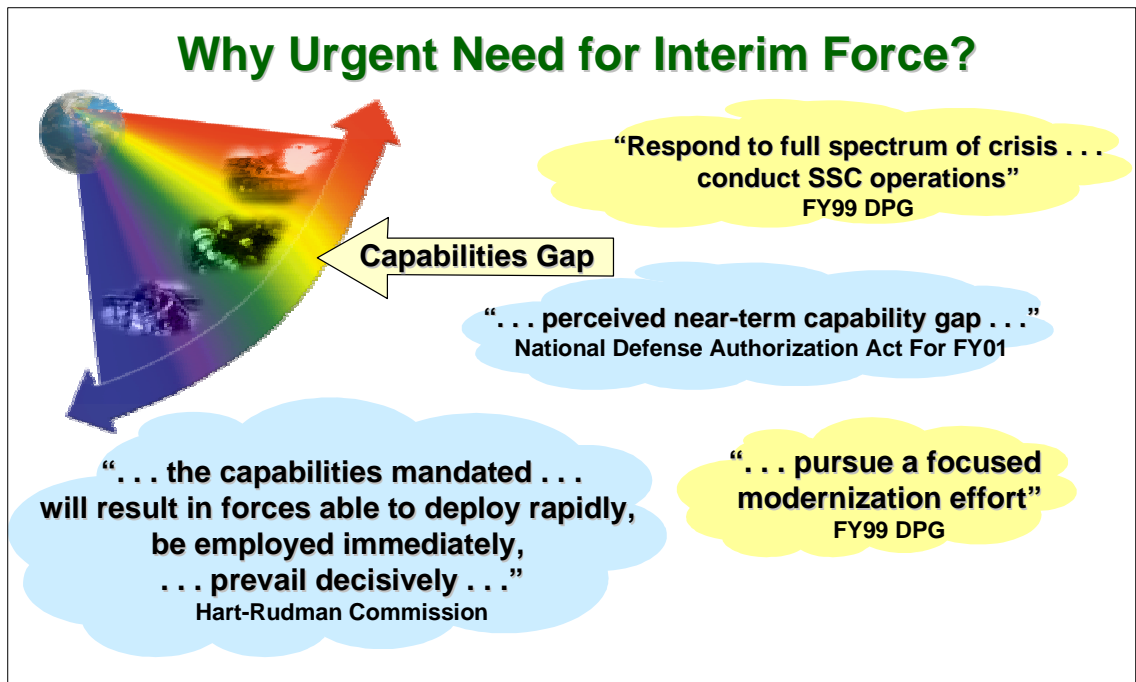 Why Urgent Need for Interim Force?
“Respond to full spectrum of crisis . . .
conduct SSC operations”
FY99 DPG
Capabilities Gap
“. . . perceived near-term capability gap . . .”
National Defense Authorization Act For FY01
“. . . the capabilities mandated . . .
will result in forces able to deploy rapidly,
be employed immediately,
. . . prevail decisively . . .”
Hart-Rudman Commission
“. . . pursue a focused
modernization effort”
FY99 DPG